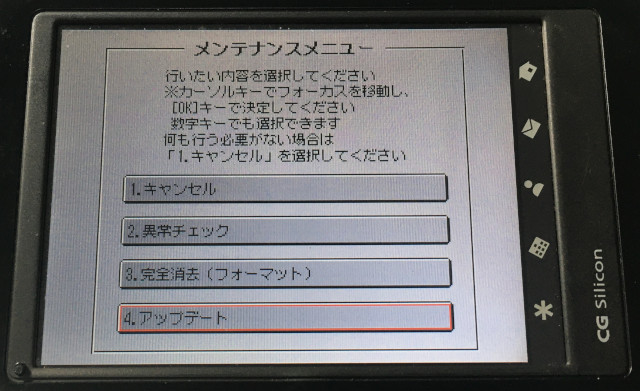 メンテナンスメニュー
行いたい内容を選択してください
※カーソルキーでフォーカスを移動し、
[OK]キーで決定してください
数字キーでも選択できます
何も行う必要がない場合は
「1.キャンセル」を選択してください
1.キャンセル
2.異常チェック
3.完全消去(フォーマット)
4.アップデート
CG Silicon